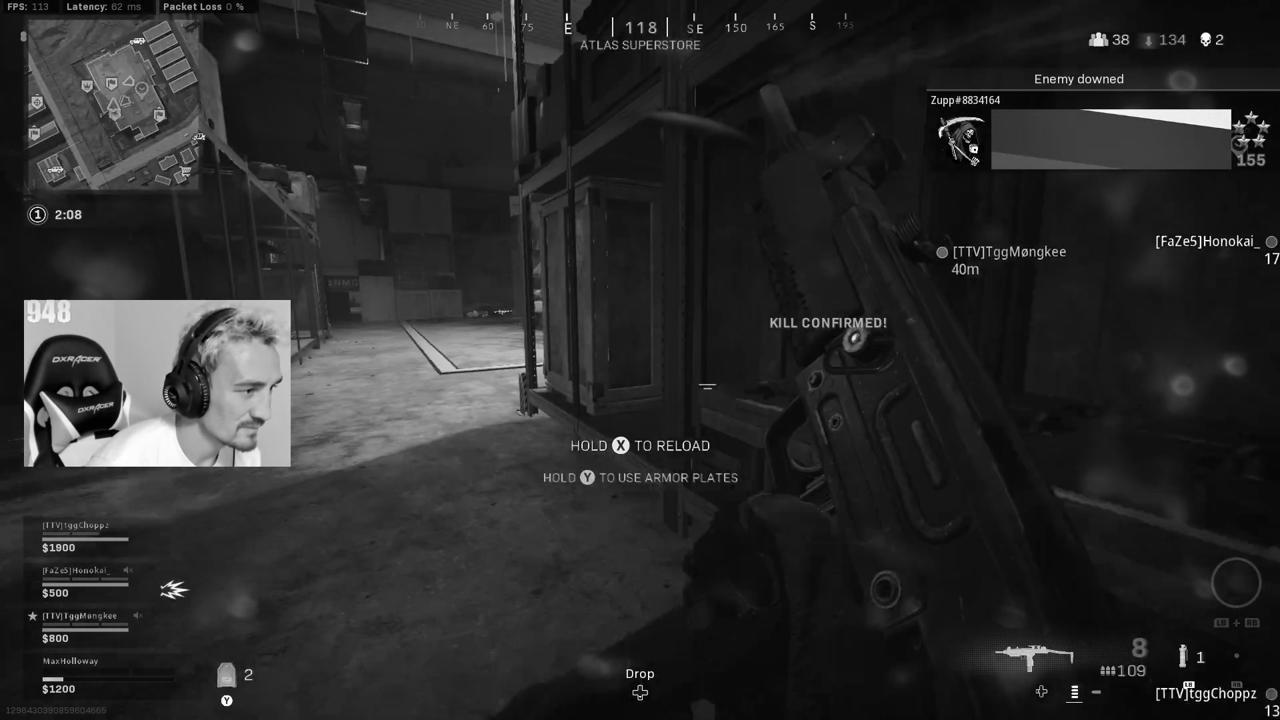 FPS: 113 Latency: 62 ms Packet Loss 0 %
NE 60 75 E 118 SE 150 165 S 195
ATLAS SUPERSTORE
38 134 2
Enemy downed
Zupp#8834164
155
1 2:08
[TTV]TggMøngkee
40m
[FaZe5]Honokai_
17
948
DXRACER
DXRACER
KILL CONFIRMED!
HOLD X TO RELOAD
HOLD Y TO USE ARMOR PLATES
[TTV]tggChoppz
$1900
[FaZe5]Honokai_
$500
[TTV]TggMøngkee
$800
MaxHolloway
$1200
2
Y
Drop
LB + RB
8
109
1
[TTV]tggChoppz
13